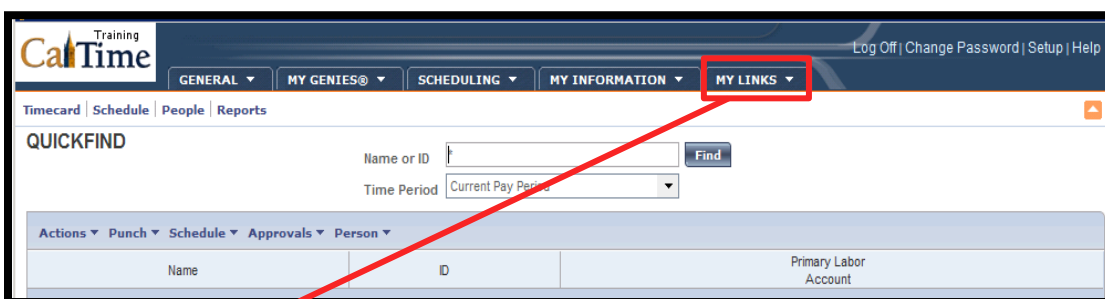 Training
CalTime
Log Off | Change Password | Setup | Help
GENERAL MY GENIES® SCHEDULING MY INFORMATION MY LINKS
Timecard | Schedule | People | Reports
QUICKFIND
Name or ID * Find
Time Period Current Pay Period
Actions Punch Schedule Approvals Person
Name ID Primary Labor
Account